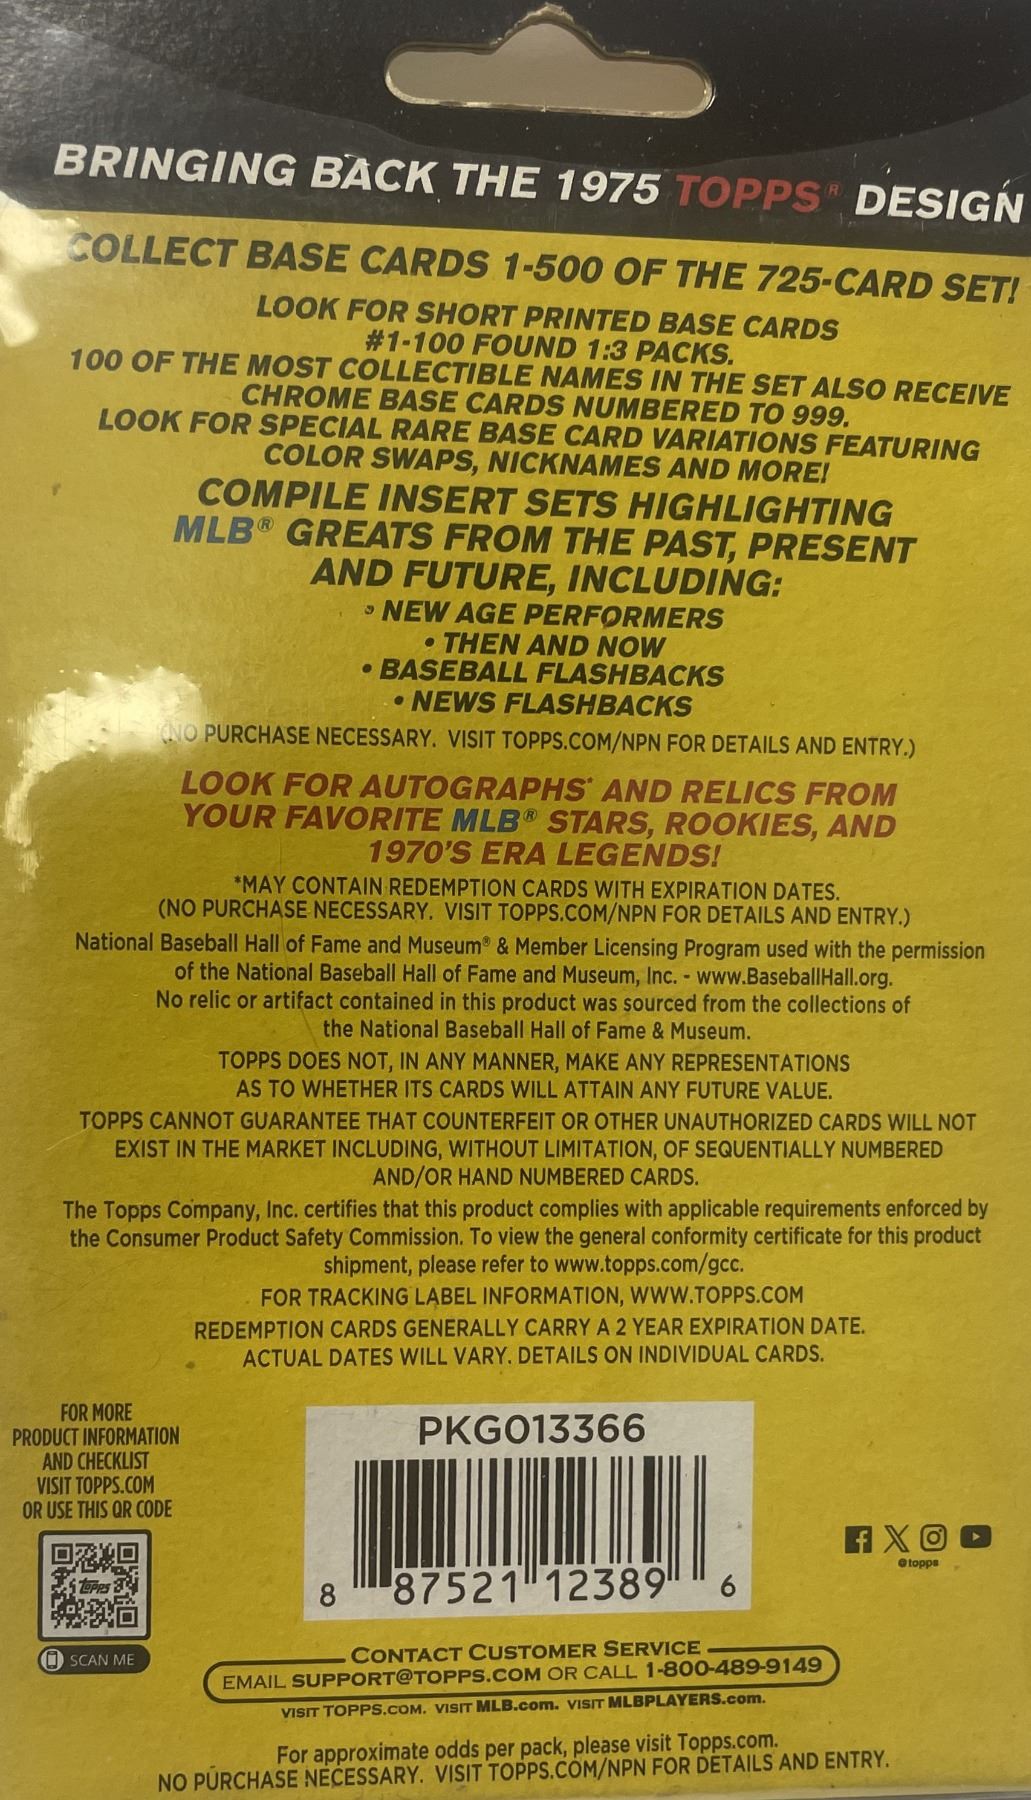 BRINGING BACK THE 1975 TOPPS® DESIGN
COLLECT BASE CARDS 1-500 OF THE 725-CARD SET!
LOOK FOR SHORT PRINTED BASE CARDS
#1-100 FOUND 1:3 PACKS.
100 OF THE MOST COLLECTIBLE NAMES IN THE SET ALSO RECEIVE
CHROME BASE CARDS NUMBERED TO 999.
LOOK FOR SPECIAL RARE BASE CARD VARIATIONS FEATURING
COLOR SWAPS, NICKNAMES AND MORE!
COMPILE INSERT SETS HIGHLIGHTING
MLB® GREATS FROM THE PAST, PRESENT
AND FUTURE, INCLUDING:
• NEW AGE PERFORMERS
• THEN AND NOW
• BASEBALL FLASHBACKS
• NEWS FLASHBACKS
(NO PURCHASE NECESSARY. VISIT TOPPS.COM/NPN FOR DETAILS AND ENTRY.)
LOOK FOR AUTOGRAPHS* AND RELICS FROM
YOUR FAVORITE MLB® STARS, ROOKIES, AND
1970'S ERA LEGENDS!
*MAY CONTAIN REDEMPTION CARDS WITH EXPIRATION DATES.
(NO PURCHASE NECESSARY. VISIT TOPPS.COM/NPN FOR DETAILS AND ENTRY.)
National Baseball Hall of Fame and Museum® & Member Licensing Program used with the permission
of the National Baseball Hall of Fame and Museum, Inc. - www.BaseballHall.org.
No relic or artifact contained in this product was sourced from the collections of
the National Baseball Hall of Fame & Museum.
TOPPS DOES NOT, IN ANY MANNER, MAKE ANY REPRESENTATIONS
AS TO WHETHER ITS CARDS WILL ATTAIN ANY FUTURE VALUE.
TOPPS CANNOT GUARANTEE THAT COUNTERFEIT OR OTHER UNAUTHORIZED CARDS WILL NOT
EXIST IN THE MARKET INCLUDING, WITHOUT LIMITATION, OF SEQUENTIALLY NUMBERED
AND/OR HAND NUMBERED CARDS.
The Topps Company, Inc. certifies that this product complies with applicable requirements enforced by
the Consumer Product Safety Commission. To view the general conformity certificate for this product
shipment, please refer to www.topps.com/gcc.
FOR TRACKING LABEL INFORMATION, WWW.TOPPS.COM
REDEMPTION CARDS GENERALLY CARRY A 2 YEAR EXPIRATION DATE.
ACTUAL DATES WILL VARY. DETAILS ON INDIVIDUAL CARDS.
FOR MORE
PRODUCT INFORMATION
AND CHECKLIST
VISIT TOPPS.COM
OR USE THIS QR CODE
TOPPS
SCAN ME
PKG013366
8 87521 12389 6
@topps
CONTACT CUSTOMER SERVICE
EMAIL SUPPORT@TOPPS.COM OR CALL 1-800-489-9149
VISIT TOPPS.COM. VISIT MLB.com. VISIT MLBPLAYERS.com.
For approximate odds per pack, please visit Topps.com.
NO PURCHASE NECESSARY. VISIT TOPPS.COM/NPN FOR DETAILS AND ENTRY.